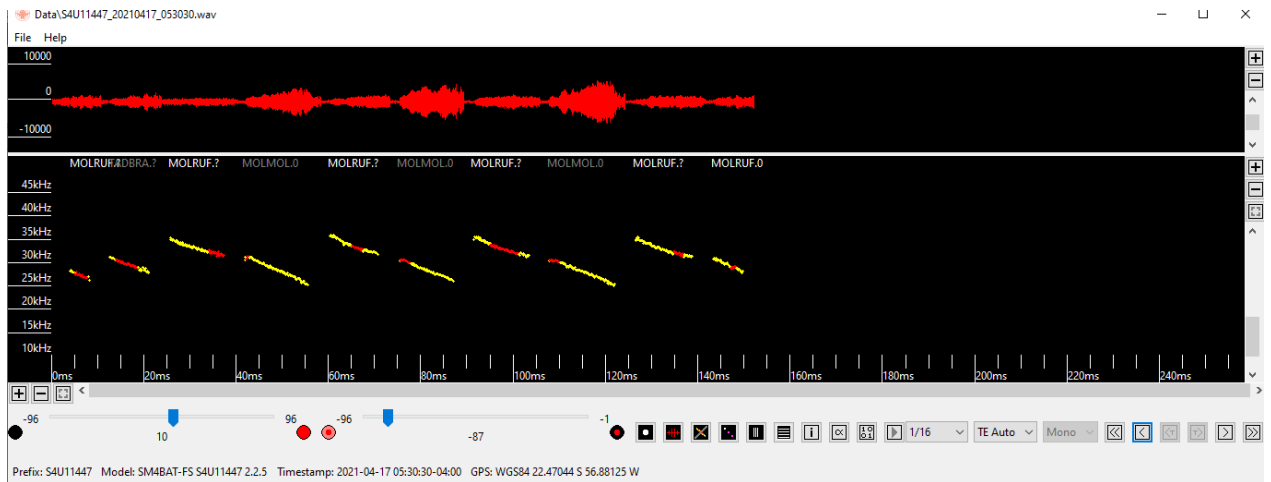 Data\S4U11447_20210417_053030.wav
File Help
10000
0
-10000
MOLRUF.? MOLRUF.? MOLMOL.0 MOLRUF.? MOLMOL.0 MOLRUF.? MOLMOL.0 MOLRUF.? MOLRUF.0
45kHz
40kHz
35kHz
30kHz
25kHz
20kHz
15kHz
10kHz
0ms 20ms 40ms 60ms 80ms 100ms 120ms 140ms 160ms 180ms 200ms 220ms 240ms
-96 96 -96 -1
10 -87
1/16 TE Auto Mono
Prefix: S4U11447 Model: SM4BAT-FS S4U11447 2.2.5 Timestamp: 2021-04-17 05:30:30-04:00 GPS: WGS84 22.47044 S 56.88125 W